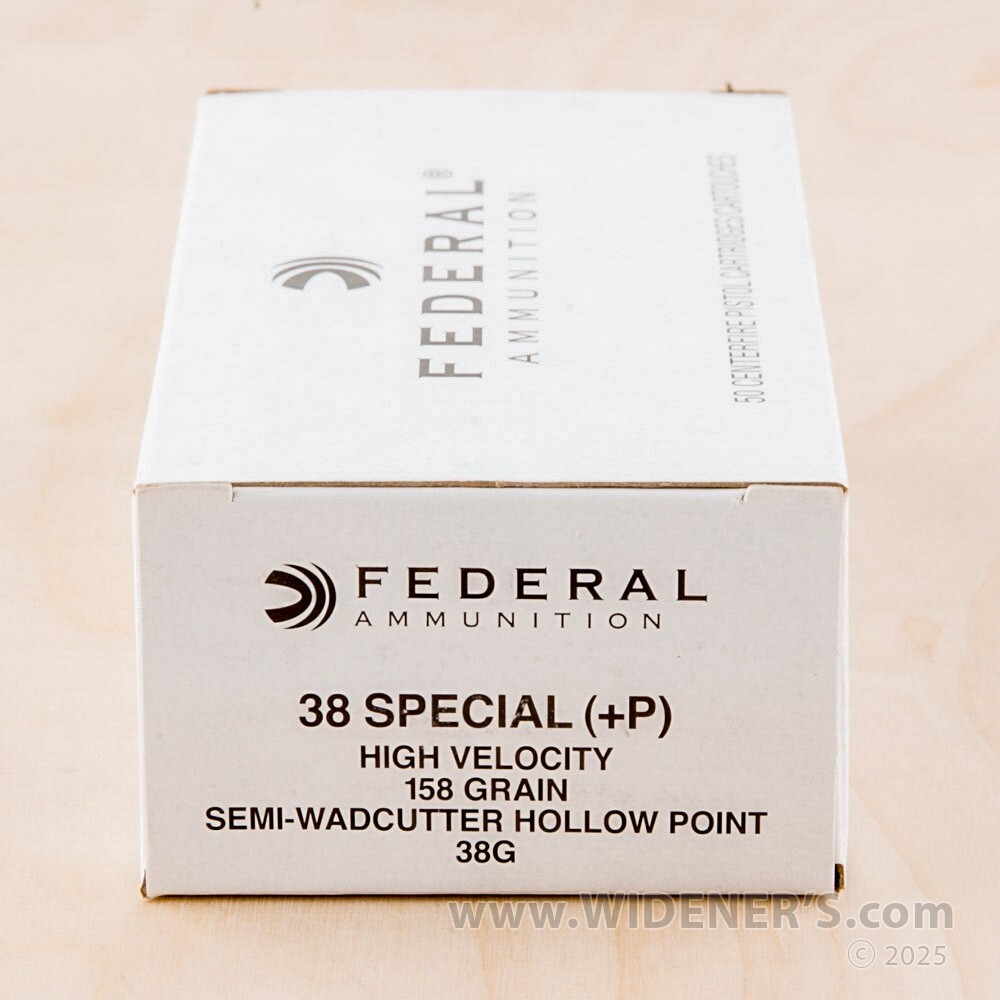 FEDERAL®
AMMUNITION
50 CENTERFIRE PISTOL CARTRIDGES/CARTOUCHES
FEDERAL
AMMUNITION
38 SPECIAL (+P)
HIGH VELOCITY
158 GRAIN
SEMI-WADCUTTER HOLLOW POINT
38G
www.WIDENER'S.com
© 2025